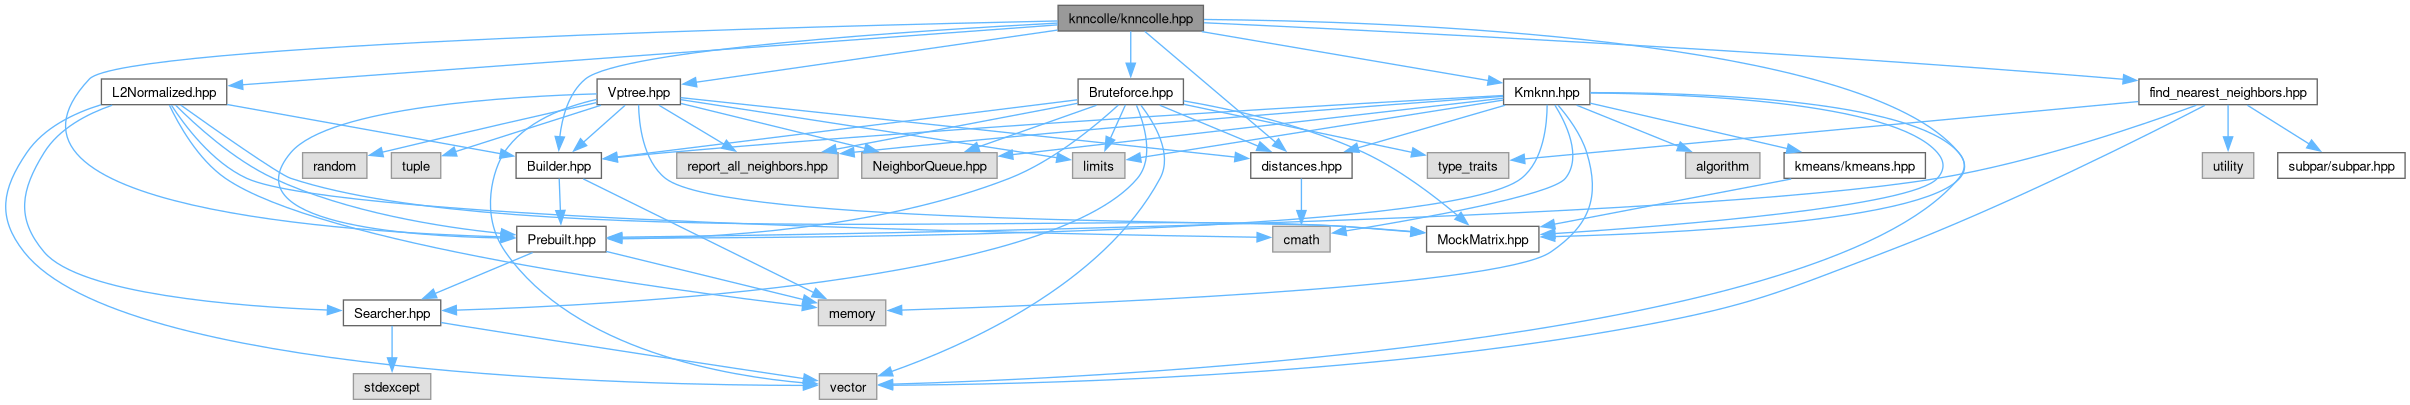 knncolle/knncolle.hpp
L2Normalized.hpp
Vptree.hpp
Bruteforce.hpp
Kmknn.hpp
find_nearest_neighbors.hpp
random
tuple
Builder.hpp
report_all_neighbors.hpp
NeighborQueue.hpp
limits
distances.hpp
type_traits
algorithm
kmeans/kmeans.hpp
utility
subpar/subpar.hpp
Prebuilt.hpp
cmath
MockMatrix.hpp
Searcher.hpp
memory
stdexcept
vector